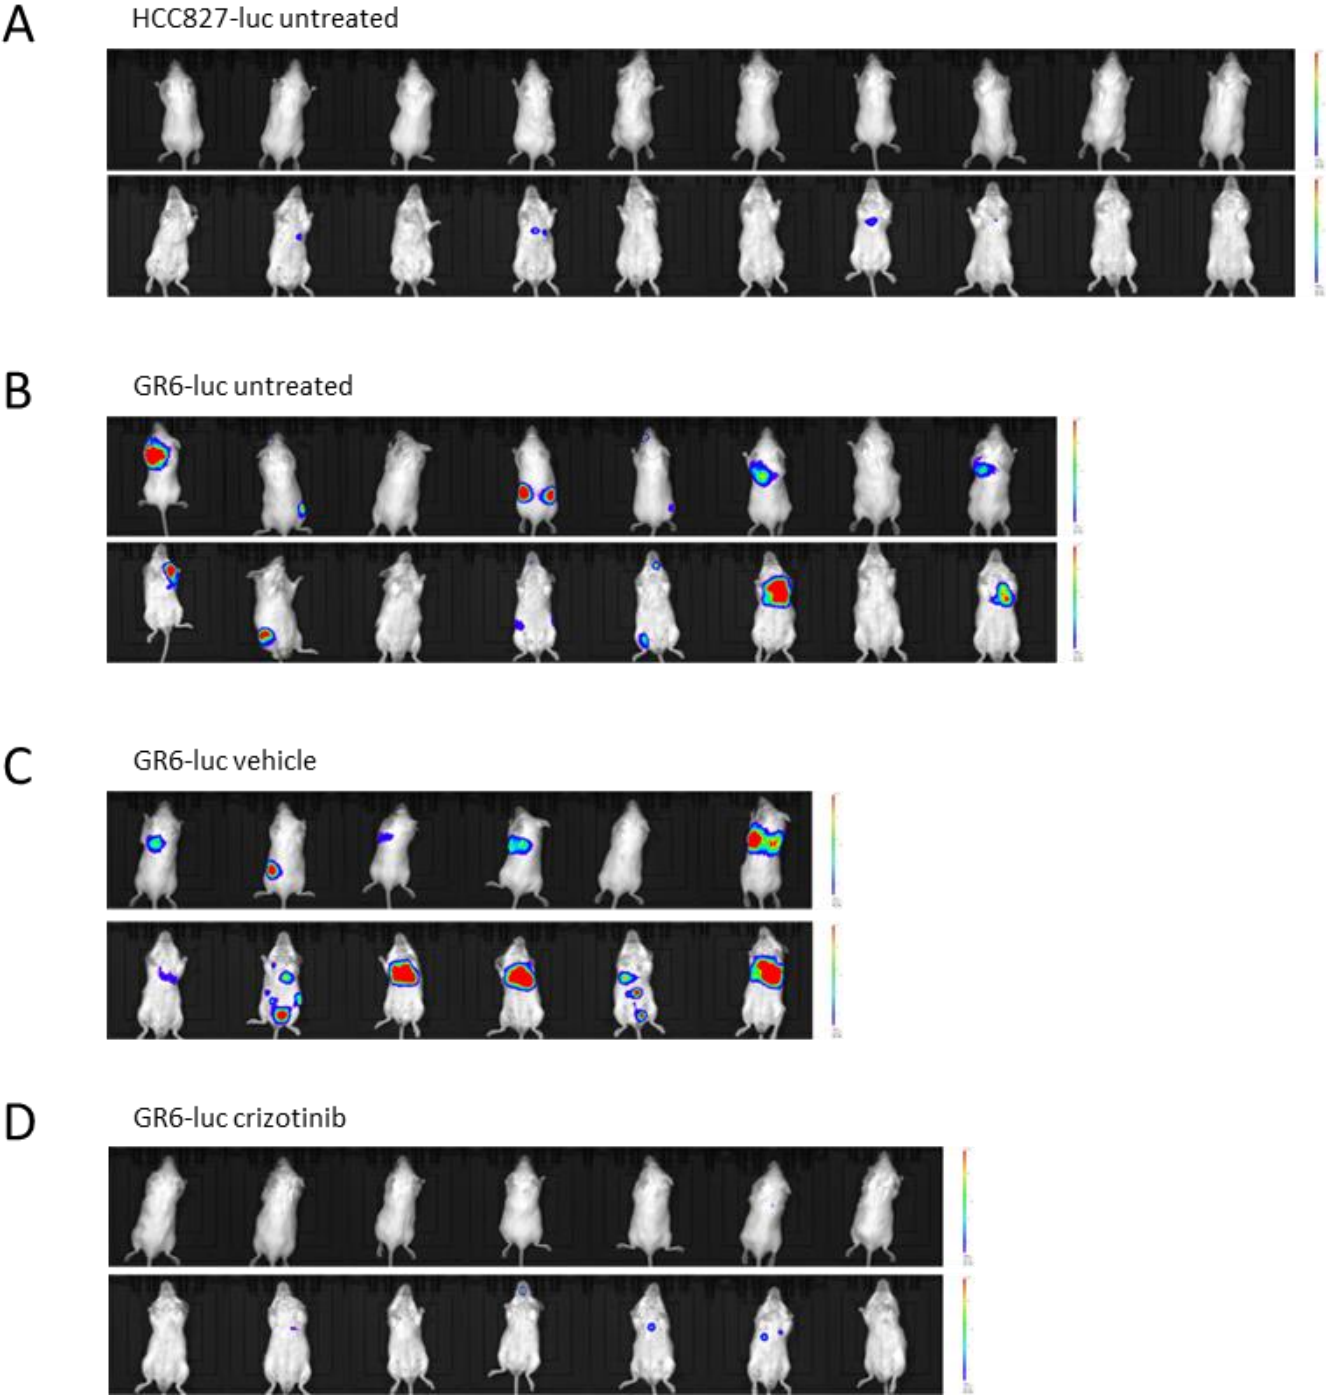 A
HCC827-luc untreated
B
GR6-luc untreated
C
GR6-luc vehicle
D
GR6-luc crizotinib